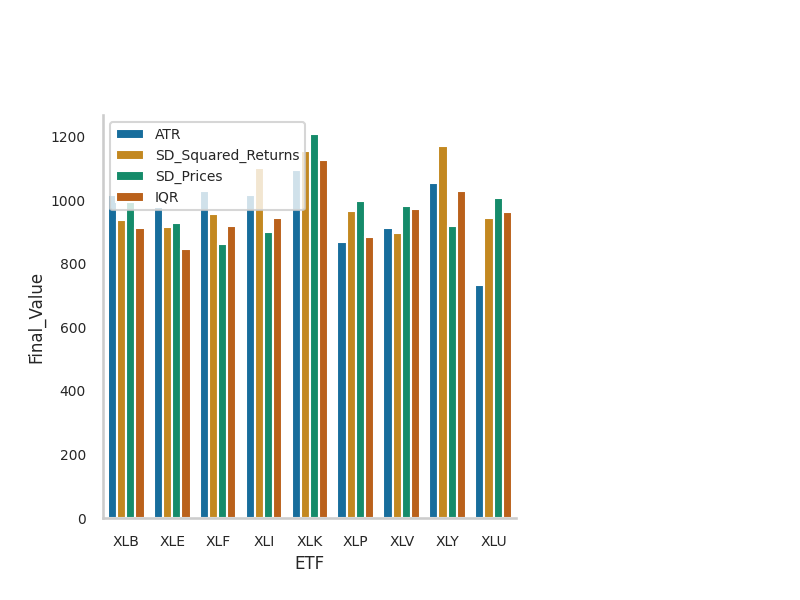 ATR
SD_Squared_Returns
SD_Prices
IQR
Final_Value
1200
1000
800
600
400
200
0
XLB XLE XLF XLI XLK XLP XLV XLY XLU
ETF